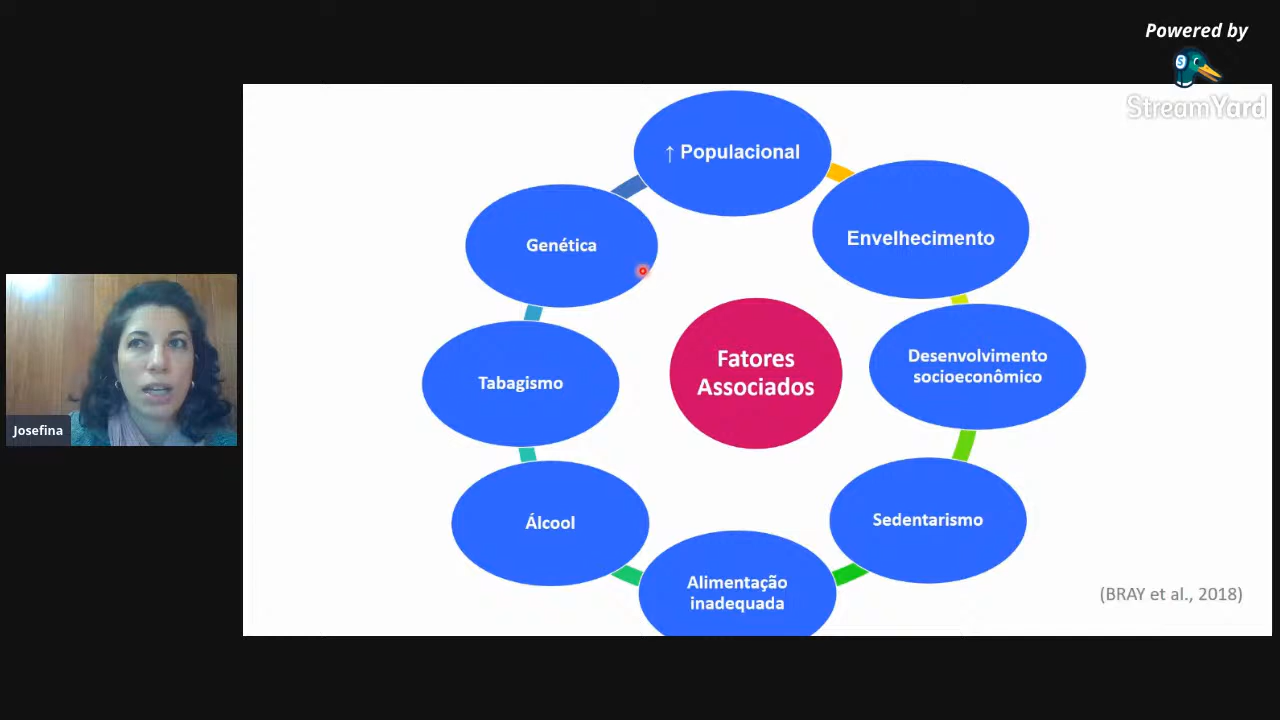 Powered by
StreamYard
↑ Populacional
Envelhecimento
Genética
Fatores
Associados
Desenvolvimento
socioeconômico
Tabagismo
Josefina
Álcool
Sedentarismo
Alimentação
inadequada
(BRAY et al., 2018)